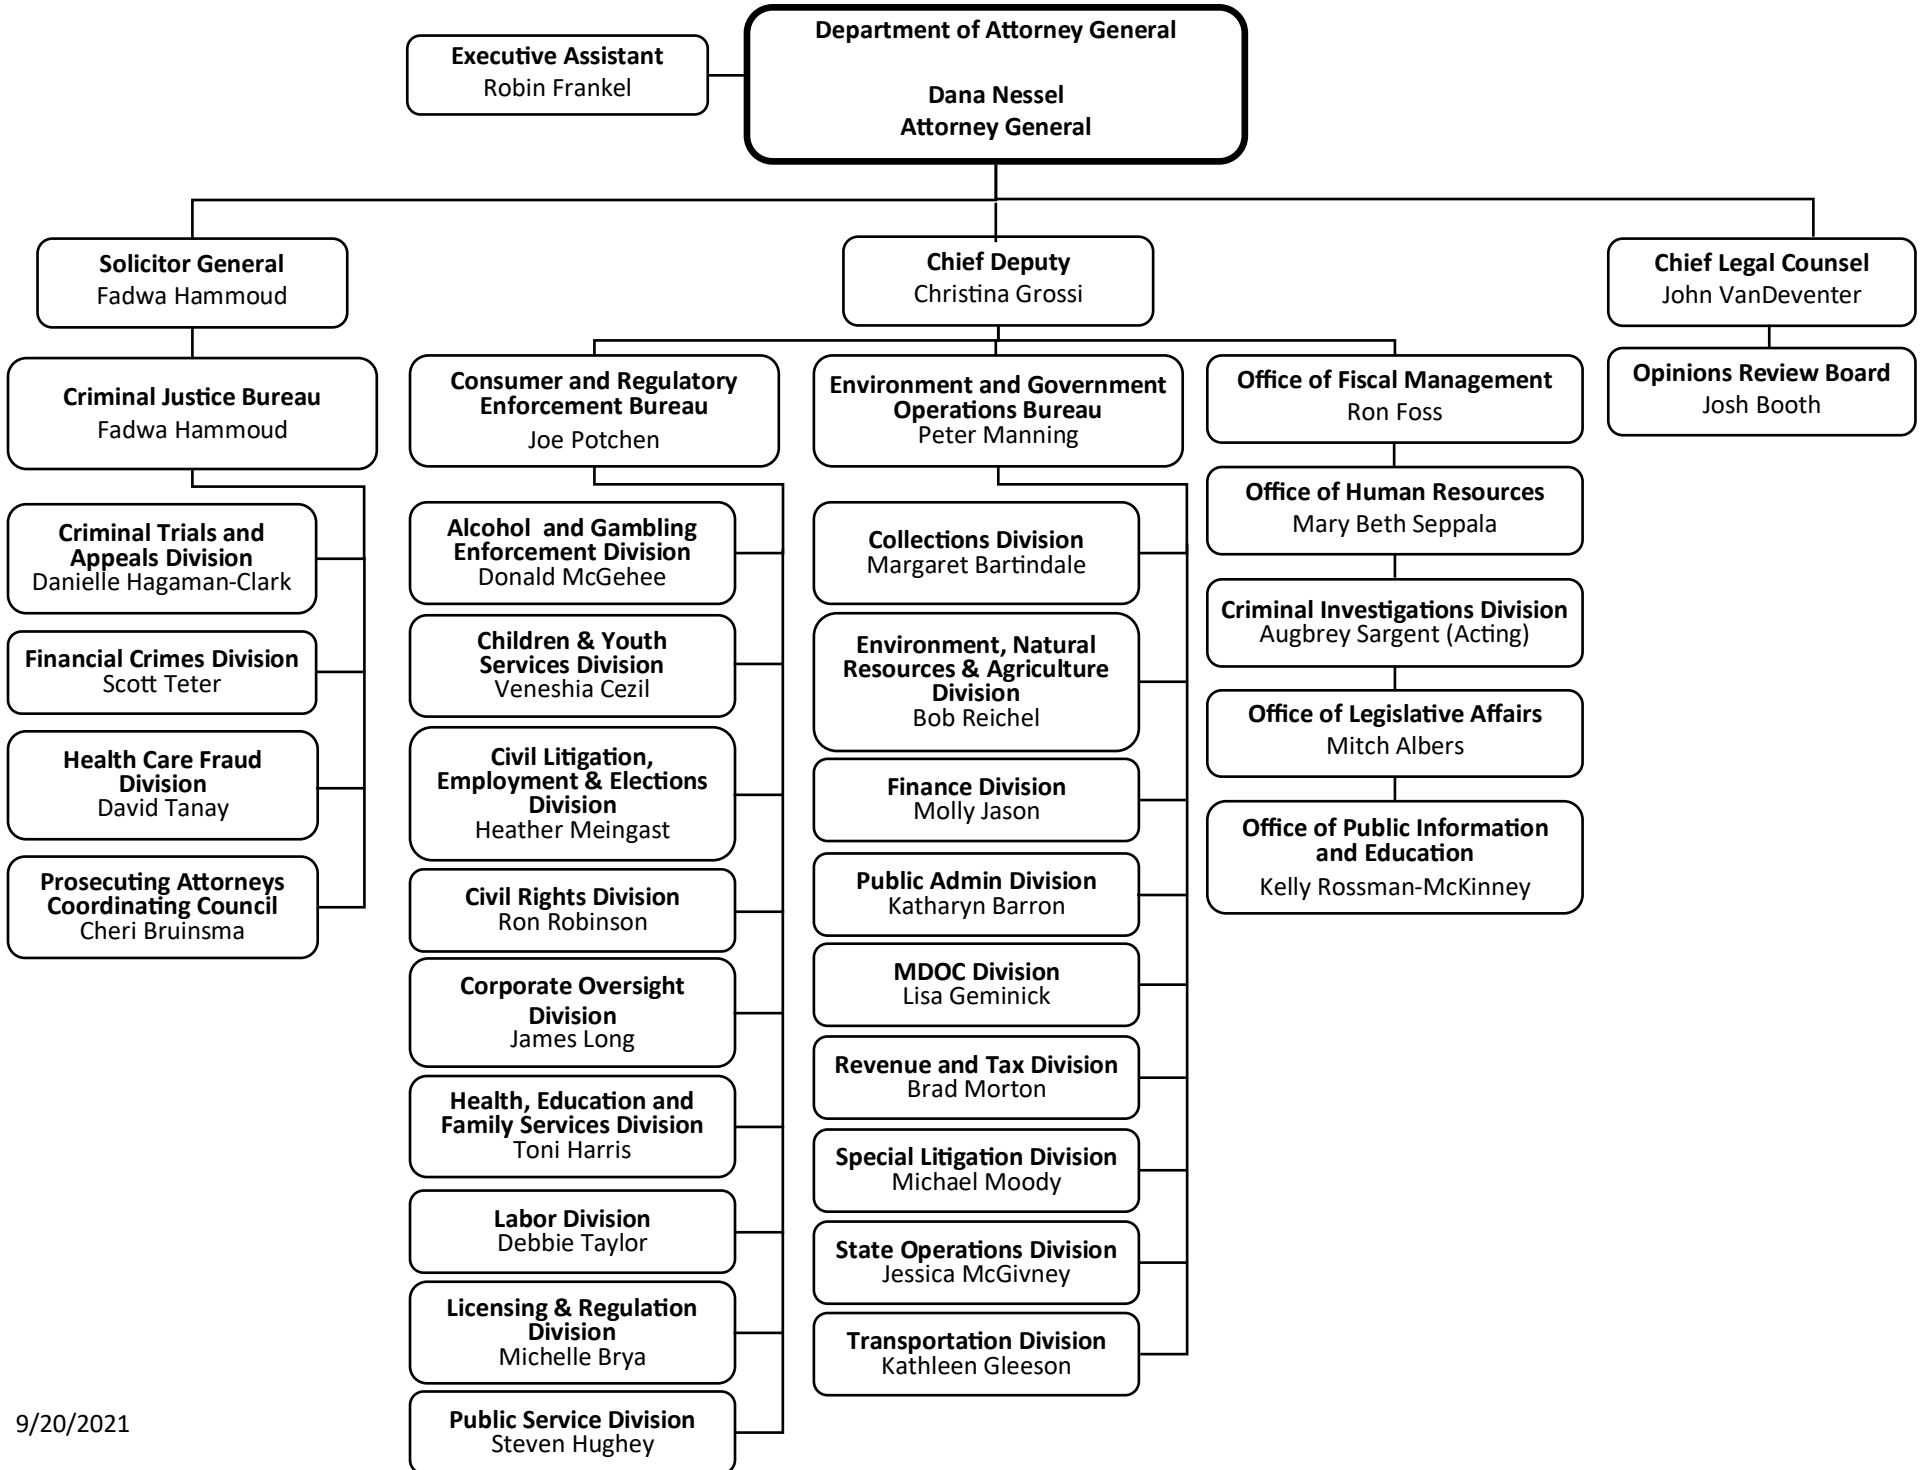 Department of Attorney General
Dana Nessel
Attorney General
Executive Assistant
Robin Frankel
Solicitor General
Fadwa Hammoud
Chief Deputy
Christina Grossi
Chief Legal Counsel
John VanDeventer
Criminal Justice Bureau
Fadwa Hammoud
Criminal Trials and
Appeals Division
Danielle Hagaman-Clark
Financial Crimes Division
Scott Teter
Health Care Fraud
Division
David Tanay
Prosecuting Attorneys
Coordinating Council
Cheri Bruinsma
Consumer and Regulatory
Enforcement Bureau
Joe Potchen
Alcohol  and Gambling
Enforcement Division
Donald McGehee
Children & Youth
Services Division
Veneshia Cezil
Civil Litigation,
Employment & Elections
Division
Heather Meingast
Civil Rights Division
Ron Robinson
Corporate Oversight
Division
James Long
Health, Education and
Family Services Division
Toni Harris
Labor Division
Debbie Taylor
Licensing & Regulation
Division
Michelle Brya
Public Service Division
Steven Hughey
Environment and Government
Operations Bureau
Peter Manning
Collections Division
Margaret Bartindale
Environment, Natural
Resources & Agriculture
Division
Bob Reichel
Finance Division
Molly Jason
Public Admin Division
Katharyn Barron
MDOC Division
Lisa Geminick
Revenue and Tax Division
Brad Morton
Special Litigation Division
Michael Moody
State Operations Division
Jessica McGivney
Transportation Division
Kathleen Gleeson
Office of Fiscal Management
Ron Foss
Office of Human Resources
Mary Beth Seppala
Criminal Investigations Division
Augbrey Sargent (Acting)
Office of Legislative Affairs
Mitch Albers
Office of Public Information
and Education
Kelly Rossman-McKinney
Opinions Review Board
Josh Booth
9/20/2021